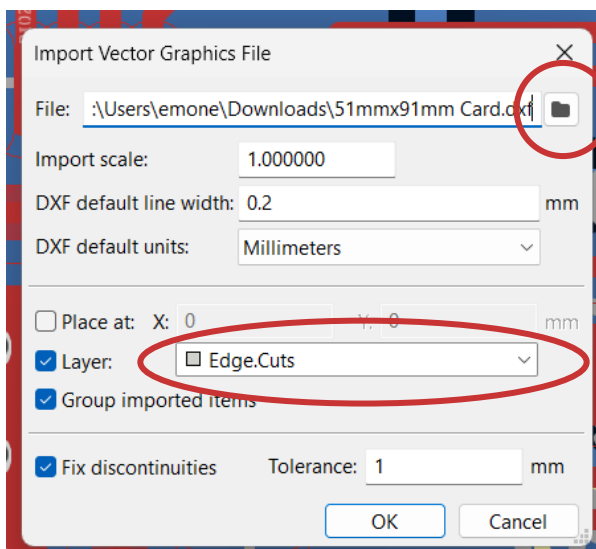 Import Vector Graphics File
File: :\Users\emone\Downloads\51mmx91mm Card.dxf
Import scale: 1.000000
DXF default line width: 0.2 mm
DXF default units: Millimeters
Place at: X: 0 Y: 0 mm
Layer: Edge.Cuts
Group imported items
Fix discontinuities Tolerance: 1 mm
OK Cancel